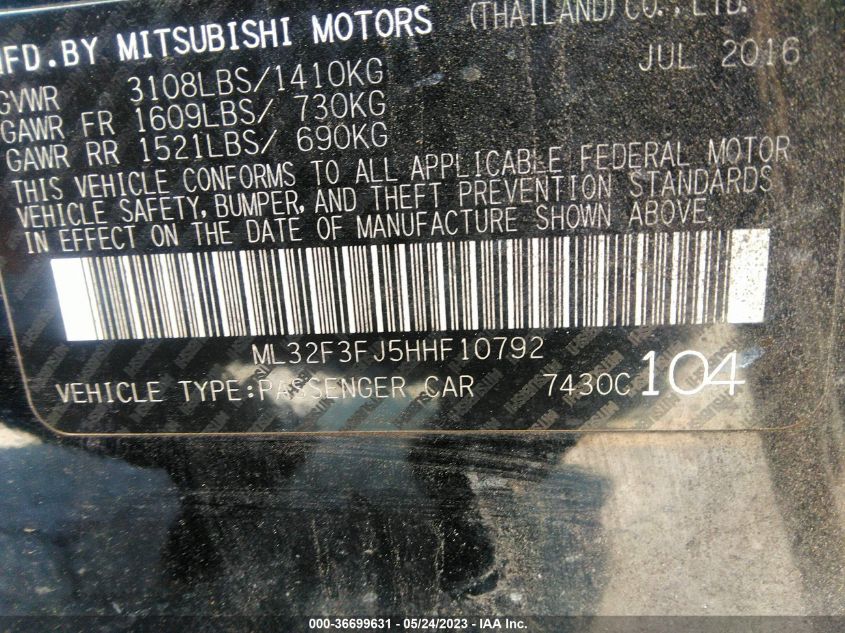 MFD.BY MITSUBISHI MOTORS (THAILAND) CO.,LTD.
JUL 2016
GVWR 3108LBS/1410KG
GAWR FR 1609LBS/ 730KG
GAWR RR 1521LBS/ 690KG
THIS VEHICLE CONFORMS TO ALL APPLICABLE FEDERAL MOTOR
VEHICLE SAFETY, BUMPER, AND THEFT PREVENTION STANDARDS
IN EFFECT ON THE DATE OF MANUFACTURE SHOWN ABOVE.
ML32F3FJ5HHF10792
VEHICLE TYPE:PASSENGER CAR 7430C 104
000-36699631 - 05/24/2023 - IAA Inc.